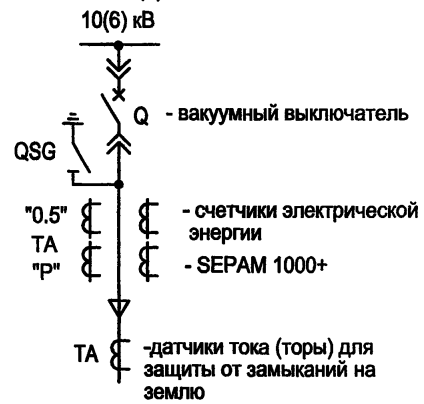 10(6) кВ
Q - вакуумный выключатель
QSG
"0.5" - счетчики электрической
энергии
TA
"P" - SEPAM 1000+
TA -датчики тока (торы) для
защиты от замыканий на
землю